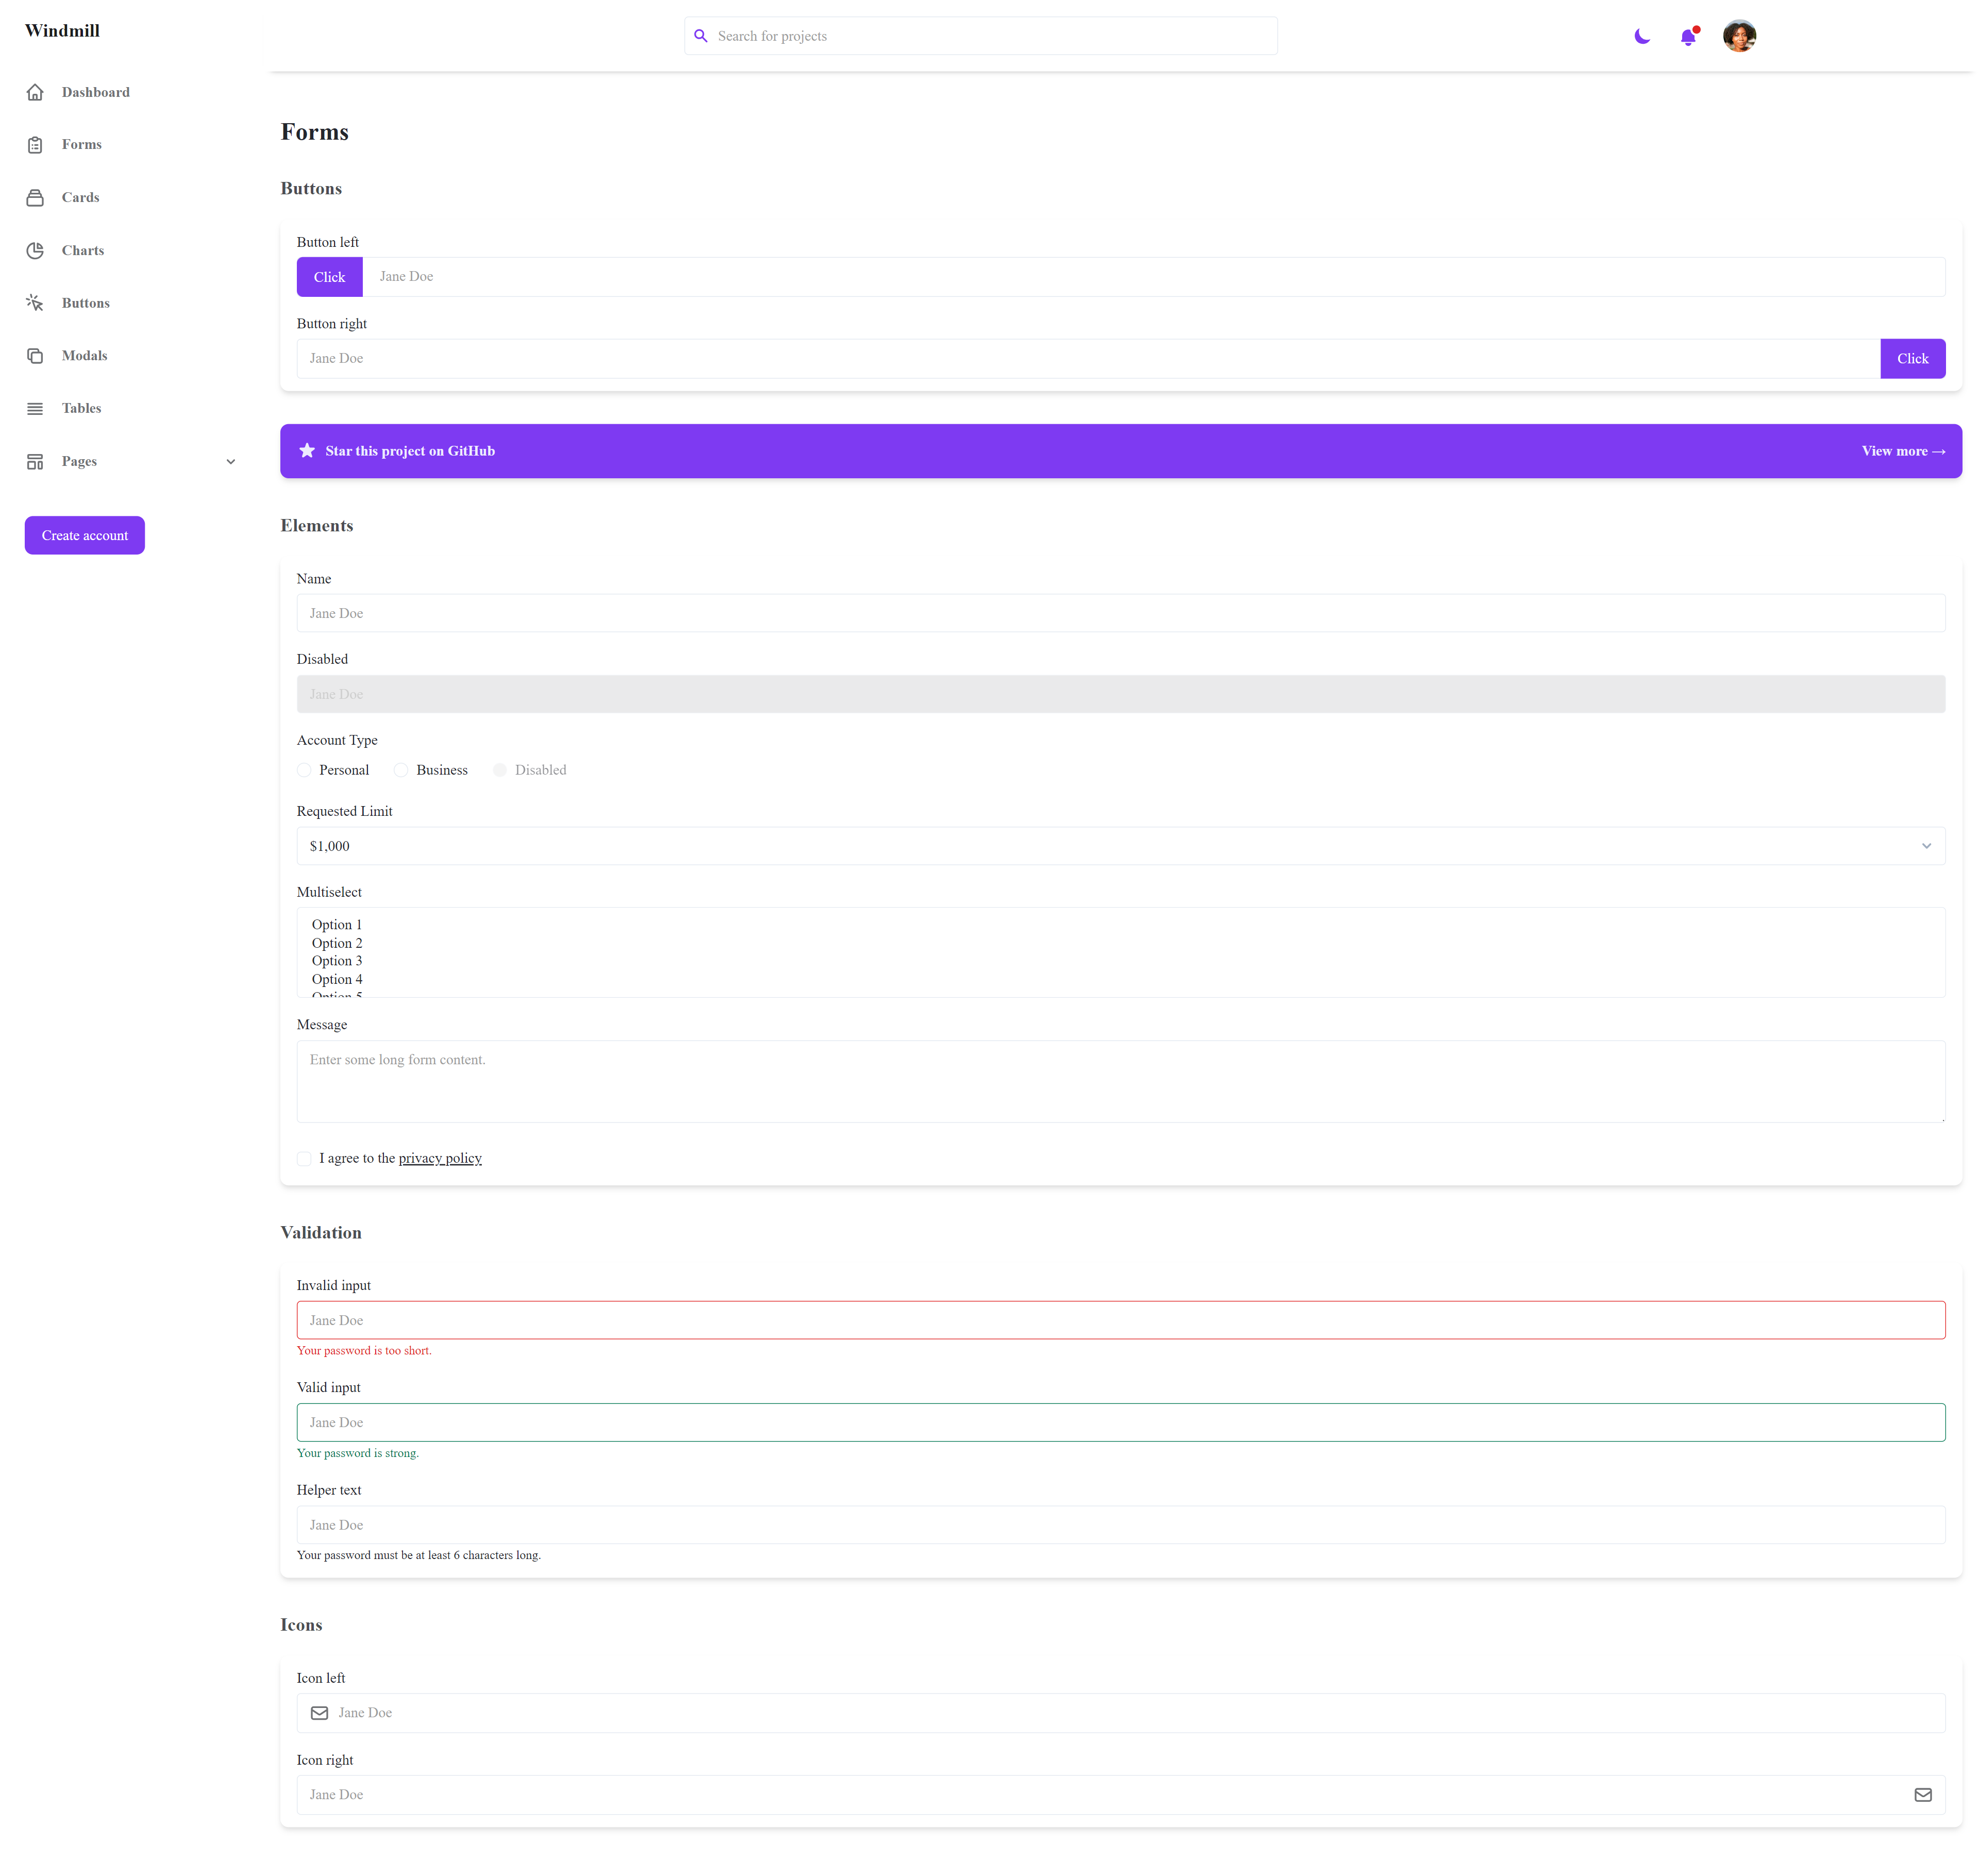 Windmill
Search for projects
Dashboard
Forms
Cards
Charts
Buttons
Modals
Tables
Pages
Create account
Forms
Buttons
Button left
Click
Jane Doe
Button right
Jane Doe
Click
Star this project on GitHub
View more →
Elements
Name
Jane Doe
Disabled
Jane Doe
Account Type
Personal
Business
Disabled
Requested Limit
$1,000
Multiselect
Option 1
Option 2
Option 3
Option 4
Option 5
Message
Enter some long form content.
I agree to the privacy policy
Validation
Invalid input
Jane Doe
Your password is too short.
Valid input
Jane Doe
Your password is strong.
Helper text
Jane Doe
Your password must be at least 6 characters long.
Icons
Icon left
Jane Doe
Icon right
Jane Doe